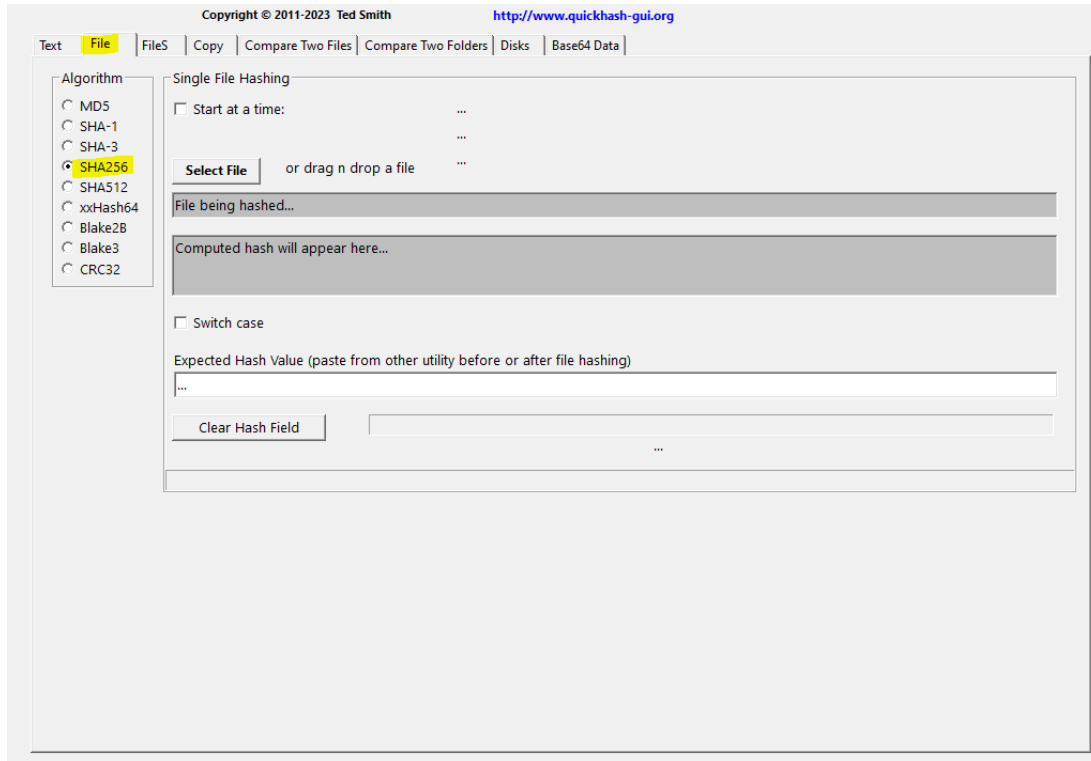 Copyright © 2011-2023 Ted Smith http://www.quickhash-gui.org
Text File FileS Copy Compare Two Files Compare Two Folders Disks Base64 Data
Algorithm
MD5
SHA-1
SHA-3
SHA256
SHA512
xxHash64
Blake2B
Blake3
CRC32
Single File Hashing
Start at a time: ...
...
Select File or drag n drop a file ...
File being hashed...
Computed hash will appear here...
Switch case
Expected Hash Value (paste from other utility before or after file hashing)
...
Clear Hash Field
...